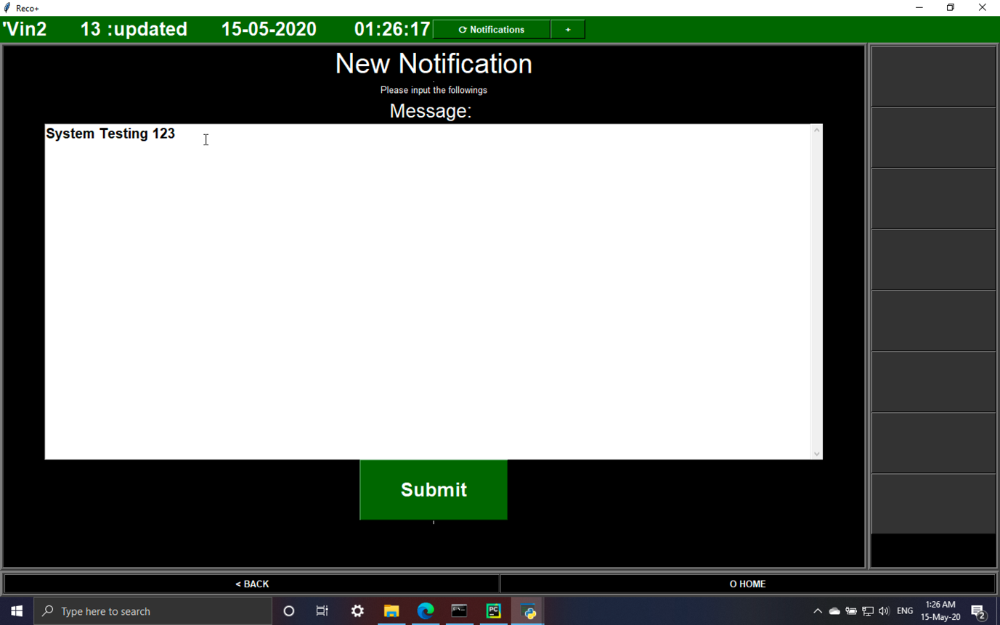 Reco+
'Vin2 13 :updated 15-05-2020 01:26:17 ⟳ Notifications +
New Notification
Please input the followings
Message:
System Testing 123
Submit
< BACK O HOME
Type here to search
PC
ENG
1:26 AM
15-May-20
2